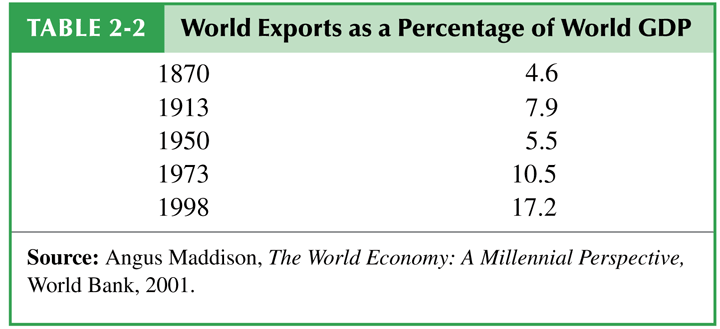 TABLE 2-2 World Exports as a Percentage of World GDP
1870 4.6
1913 7.9
1950 5.5
1973 10.5
1998 17.2
Source: Angus Maddison, The World Economy: A Millennial Perspective,
World Bank, 2001.